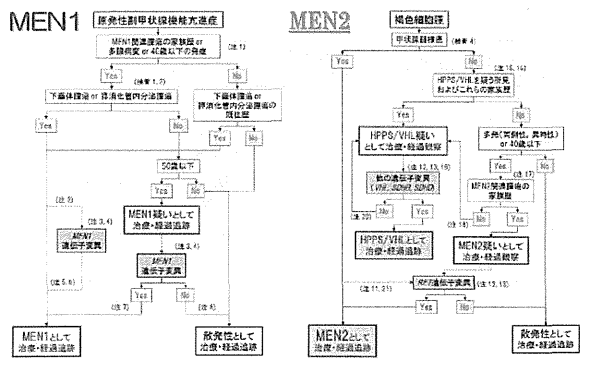 MEN1
原発性副甲状腺機能亢進症
MEN1関連腫瘍の家族歴 or
多腺病変 or 40歳以下の発症
(注 1)
Yes
No
(検者 1, 2)
下垂体腫瘍 or 膵消化管内分泌腫瘍
下垂体腫瘍 or
膵消化管内分泌腫瘍の
既往歴
Yes
No
Yes
No
50歳以下
Yes
No
(注 2)
(注 3, 4)
MEN1
遺伝子変異
(注 5, 6)
MEN1疑いとして
治療・経過追跡
(注 3, 4)
MEN1
遺伝子変異
(注 7)
Yes
No
MEN1として
治療・経過追跡
散発性として
治療・経過追跡
MEN2
褐色細胞腫
甲状腺
Yes
No
HPPS/VHLを疑う所見
およびこれらの家族歴
Yes
No
HPPS/VHL疑い
として治療・経過観察
多発(両側性, 異時性)
or 40歳以下
他の遺伝子変異
(VHL, SDHB, SDHD)
No
Yes
(注 17)
MEN2関連腫瘍の
家族歴
No
Yes
(注 20)
(注 18)
HPPS/VHLとして
治療・経過追跡
MEN2疑いとして
治療・経過観察
RET遺伝子変異
Yes
No
MEN2として
治療・経過追跡
散発性として
治療・経過追跡